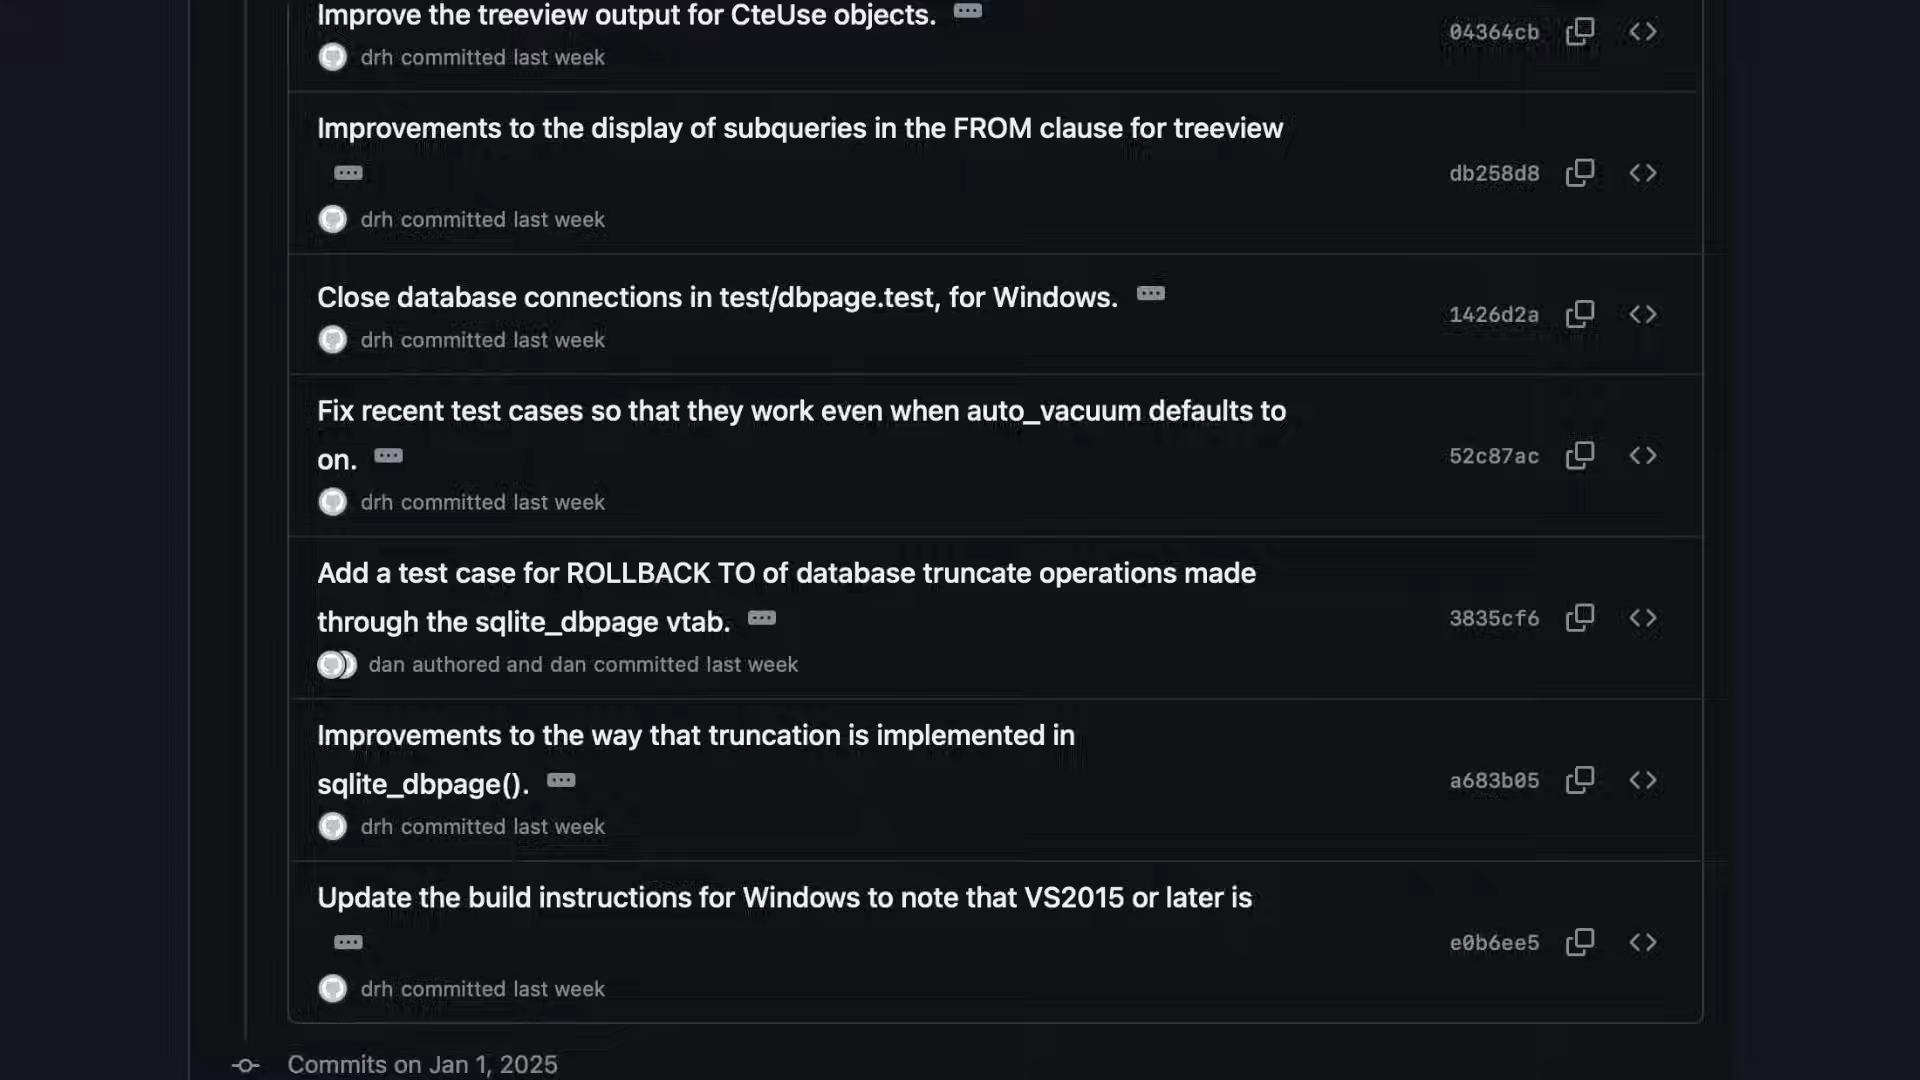 Improve the treeview output for CteUse objects.
drh committed last week
04364cb
Improvements to the display of subqueries in the FROM clause for treeview
drh committed last week
db258d8
Close database connections in test/dbpage.test, for Windows.
drh committed last week
1426d2a
Fix recent test cases so that they work even when auto_vacuum defaults to
on.
drh committed last week
52c87ac
Add a test case for ROLLBACK TO of database truncate operations made
through the sqlite_dbpage vtab.
dan authored and dan committed last week
3835cf6
Improvements to the way that truncation is implemented in
sqlite_dbpage().
drh committed last week
a683b05
Update the build instructions for Windows to note that VS2015 or later is
drh committed last week
e0b6ee5
Commits on Jan 1, 2025